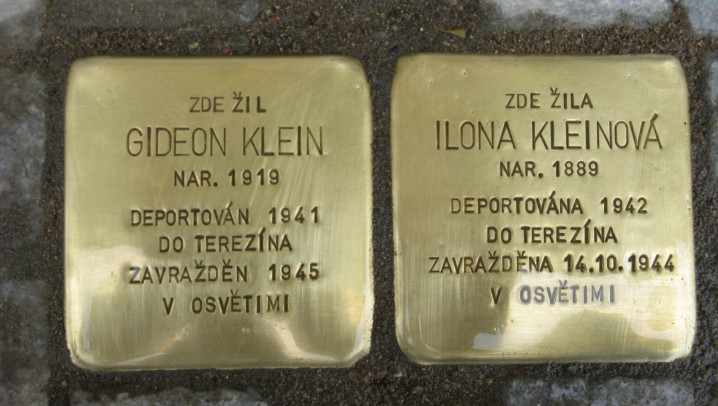 ZDE ŽIL
GIDEON KLEIN
NAR. 1919
DEPORTOVÁN 1941
DO TEREZÍNA
ZAVRAŽDĚN 1945
V OSVĚTIMI
ZDE ŽILA
ILONA KLEINOVÁ
NAR. 1889
DEPORTOVÁNA 1942
DO TEREZÍNA
ZAVRAŽDĚNA 14.10.1944
V OSVĚTIMI